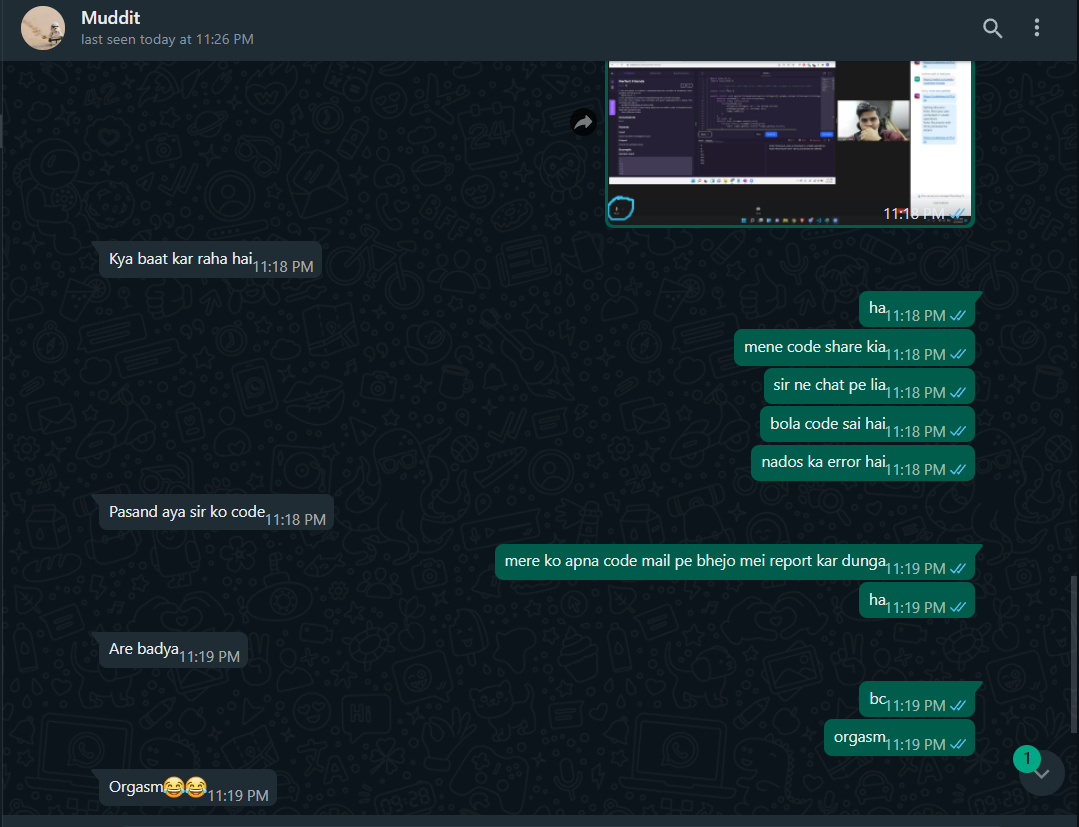 Muddit
last seen today at 11:26 PM
Perfect Friends
11:18 PM
Kya baat kar raha hai 11:18 PM
ha 11:18 PM
mene code share kia 11:18 PM
sir ne chat pe lia 11:18 PM
bola code sai hai 11:18 PM
nados ka error hai 11:18 PM
Pasand aya sir ko code 11:18 PM
mere ko apna code mail pe bhejo mei report kar dunga 11:19 PM
ha 11:19 PM
Are badya 11:19 PM
bc 11:19 PM
orgasm 11:19 PM
1
Orgasm😂😂 11:19 PM